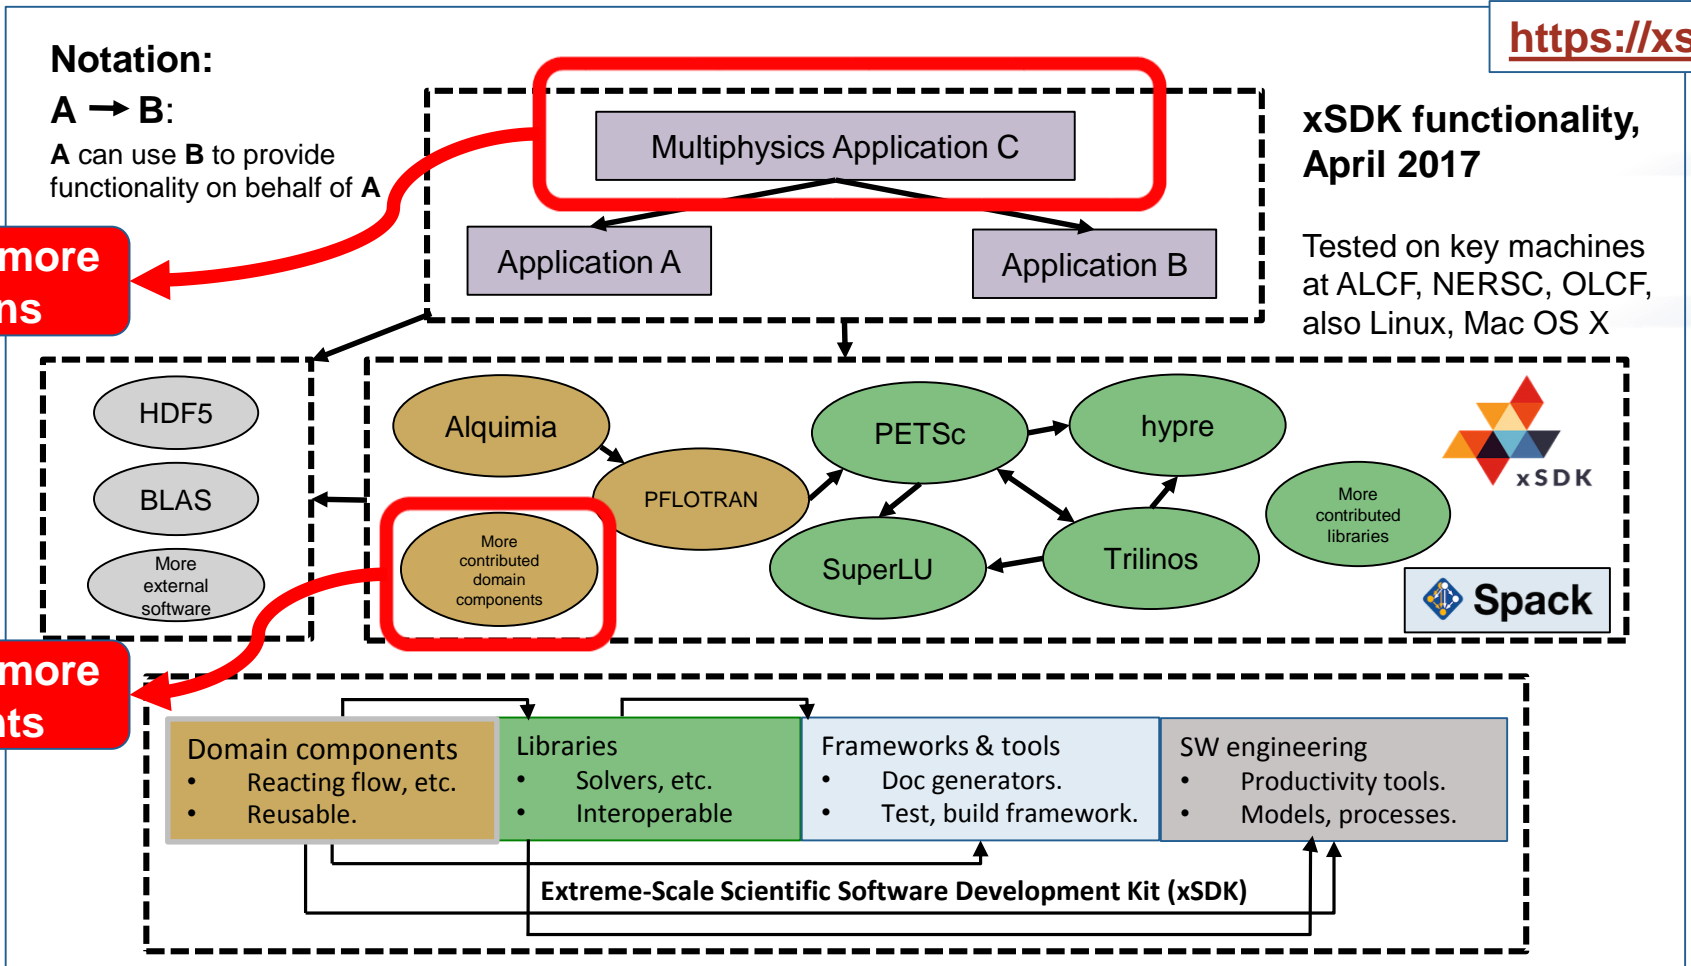 https://xs
Notation:
A → B:
A can use B to provide
functionality on behalf of A
Multiphysics Application C
Application A
Application B
xSDK functionality,
April 2017
Tested on key machines
at ALCF, NERSC, OLCF,
also Linux, Mac OS X
more
ns
HDF5
BLAS
More
external
software
Alquimia
PFLOTRAN
More
contributed
domain
components
PETSc
hypre
SuperLU
Trilinos
More
contributed
libraries
xSDK
Spack
more
nts
Domain components
• Reacting flow, etc.
• Reusable.
Libraries
• Solvers, etc.
• Interoperable
Frameworks & tools
• Doc generators.
• Test, build framework.
SW engineering
• Productivity tools.
• Models, processes.
Extreme-Scale Scientific Software Development Kit (xSDK)